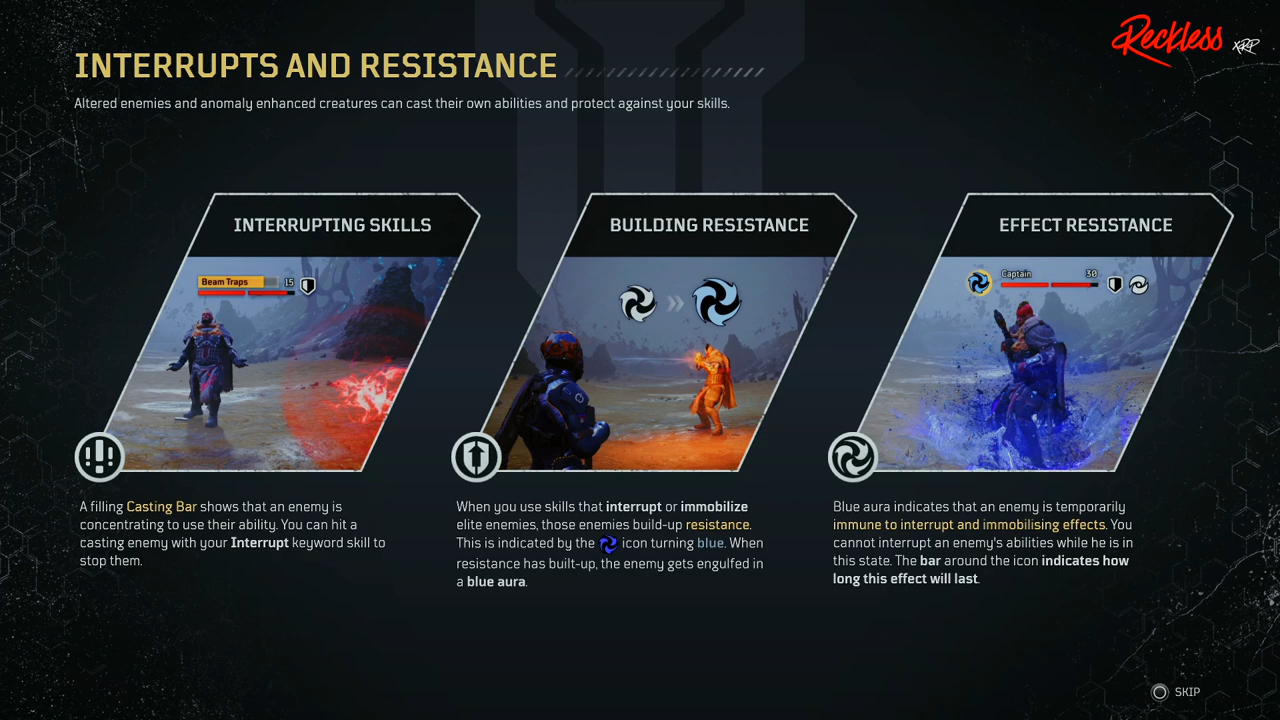 Reckless
XRP
INTERRUPTS AND RESISTANCE
Altered enemies and anomaly enhanced creatures can cast their own abilities and protect against your skills.
INTERRUPTING SKILLS
Beam Traps 15
A filling Casting Bar shows that an enemy is
concentrating to use their ability. You can hit a
casting enemy with your Interrupt keyword skill to
stop them.
BUILDING RESISTANCE
When you use skills that interrupt or immobilize
elite enemies, those enemies build-up resistance.
This is indicated by the icon turning blue. When
resistance has built-up, the enemy gets engulfed in
a blue aura.
EFFECT RESISTANCE
Captain 30
Blue aura indicates that an enemy is temporarily
immune to interrupt and immobilising effects. You
cannot interrupt an enemy's abilities while he is in
this state. The bar around the icon indicates how
long this effect will last.
SKIP